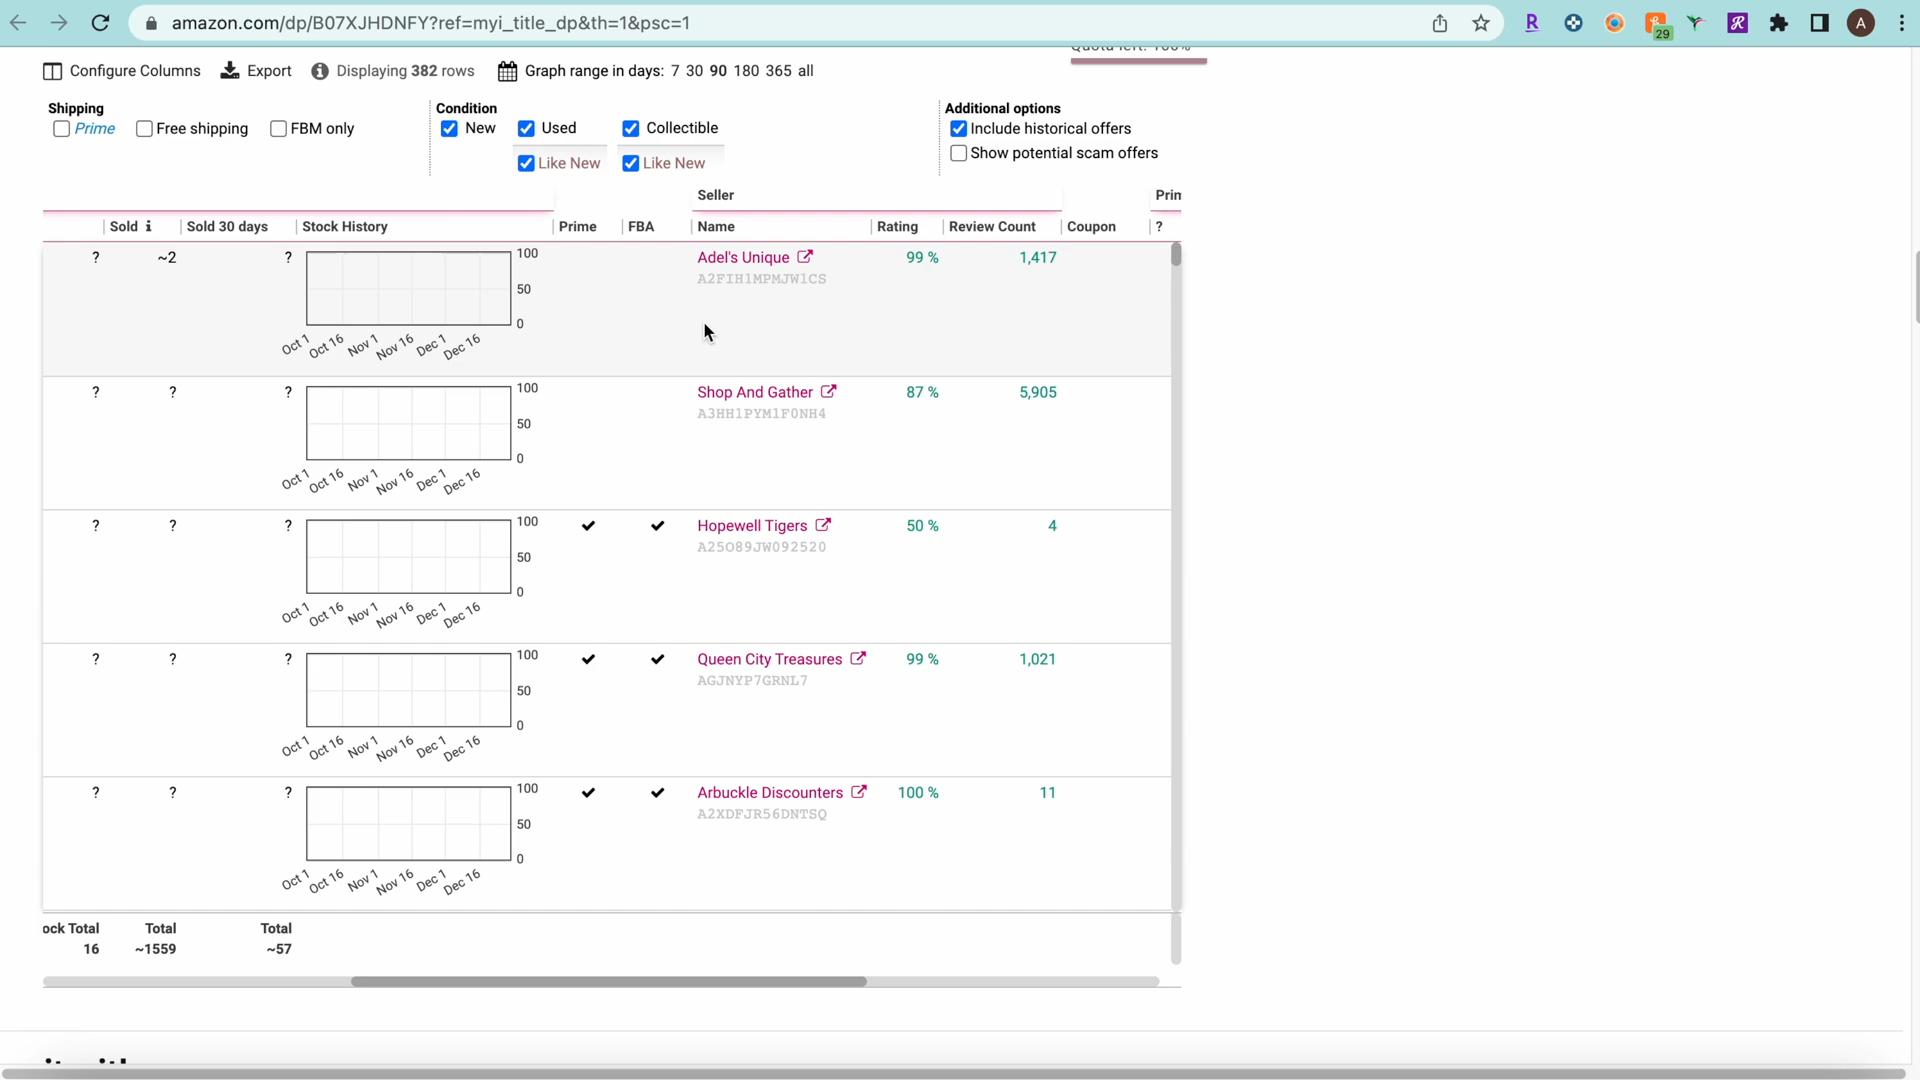 amazon.com/dp/B07XJHDNFY?ref=myi_title_dp&th=1&psc=1
29
A
Quota left: 100%
Configure Columns Export Displaying 382 rows Graph range in days: 7 30 90 180 365 all
Shipping Condition Additional options
Prime Free shipping FBM only New Used Collectible Include historical offers
Like New Like New Show potential scam offers
Seller Prim
Sold Sold 30 days Stock History Prime FBA Name Rating Review Count Coupon ?
? ~2 ? 100 Adel's Unique 99 % 1,417
A2FIH1MPMJW1CS
50
0
Oct 1 Oct 16 Nov 1 Nov 16 Dec 1 Dec 16
? ? ? 100 Shop And Gather 87 % 5,905
A3HH1PYM1F0NH4
50
0
Oct 1 Oct 16 Nov 1 Nov 16 Dec 1 Dec 16
? ? ? 100 Hopewell Tigers 50 % 4
A25O89JW092520
50
0
Oct 1 Oct 16 Nov 1 Nov 16 Dec 1 Dec 16
? ? ? 100 Queen City Treasures 99 % 1,021
AGJNYP7GRNL7
50
0
Oct 1 Oct 16 Nov 1 Nov 16 Dec 1 Dec 16
? ? ? 100 Arbuckle Discounters 100 % 11
A2XDFJR56DNTSQ
50
0
Oct 1 Oct 16 Nov 1 Nov 16 Dec 1 Dec 16
ock Total Total Total
16 ~1559 ~57